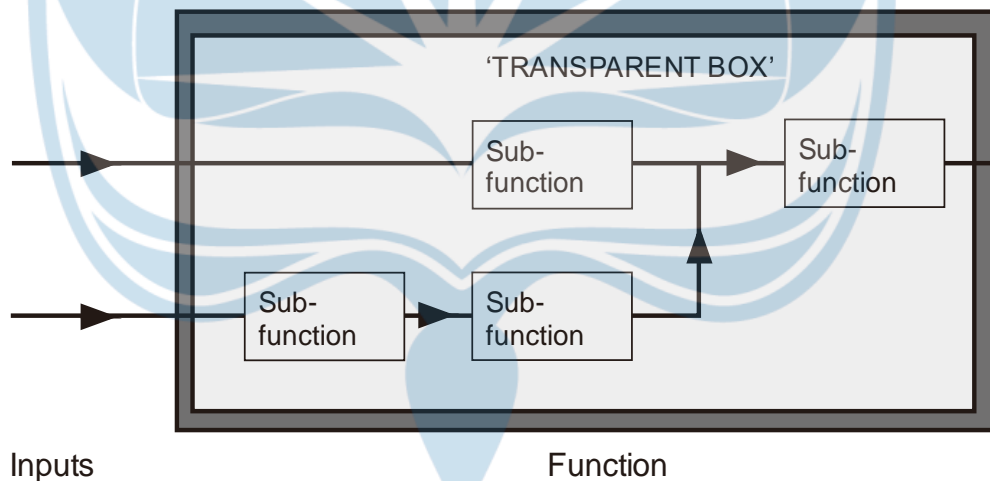 ‘TRANSPARENT BOX’
Sub-
function
Sub-
function
Sub-
function
Sub-
function
Inputs
Function